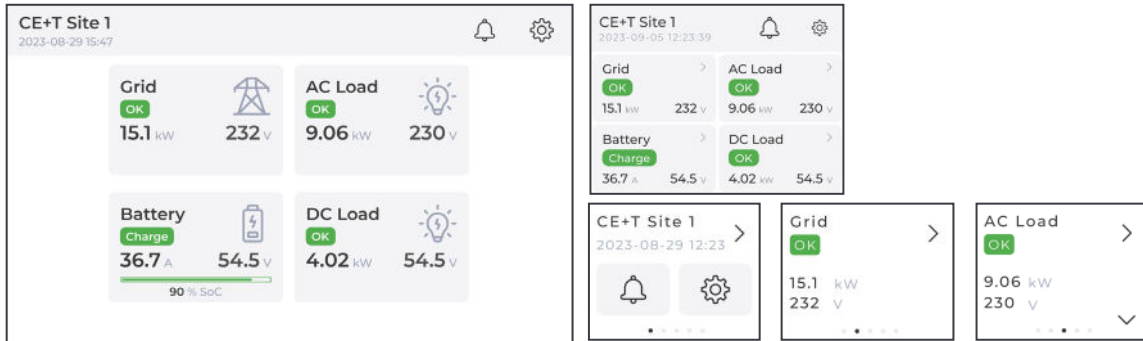 CE+T Site 1
2023-08-29 15:47
Grid
OK
15.1 kW 232 V
AC Load
OK
9.06 kW 230 V
Battery
Charge
36.7 A 54.5 V
90 % SoC
DC Load
OK
4.02 kW 54.5 V
CE+T Site 1
2023-09-05 12:23:39
Grid
OK
15.1 kW 232 V
AC Load
OK
9.06 kW 230 V
Battery
Charge
36.7 A 54.5 V
DC Load
OK
4.02 kW 54.5 V
CE+T Site 1
2023-08-29 12:23
Grid
OK
15.1 kW
232 V
AC Load
OK
9.06 kW
230 V